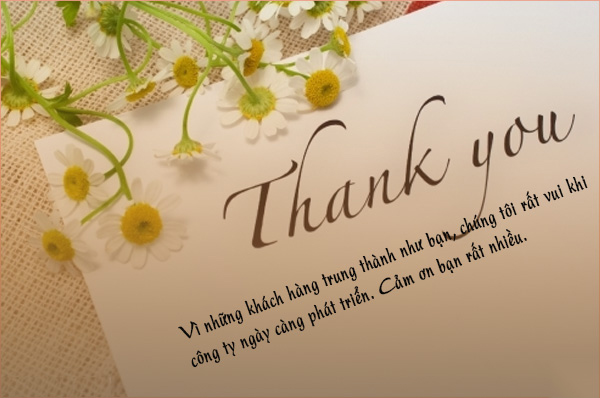 Thank you
Vì những khách hàng trung thành như bạn, chúng tôi rất vui khi
công ty ngày càng phát triển. Cảm ơn bạn rất nhiều.